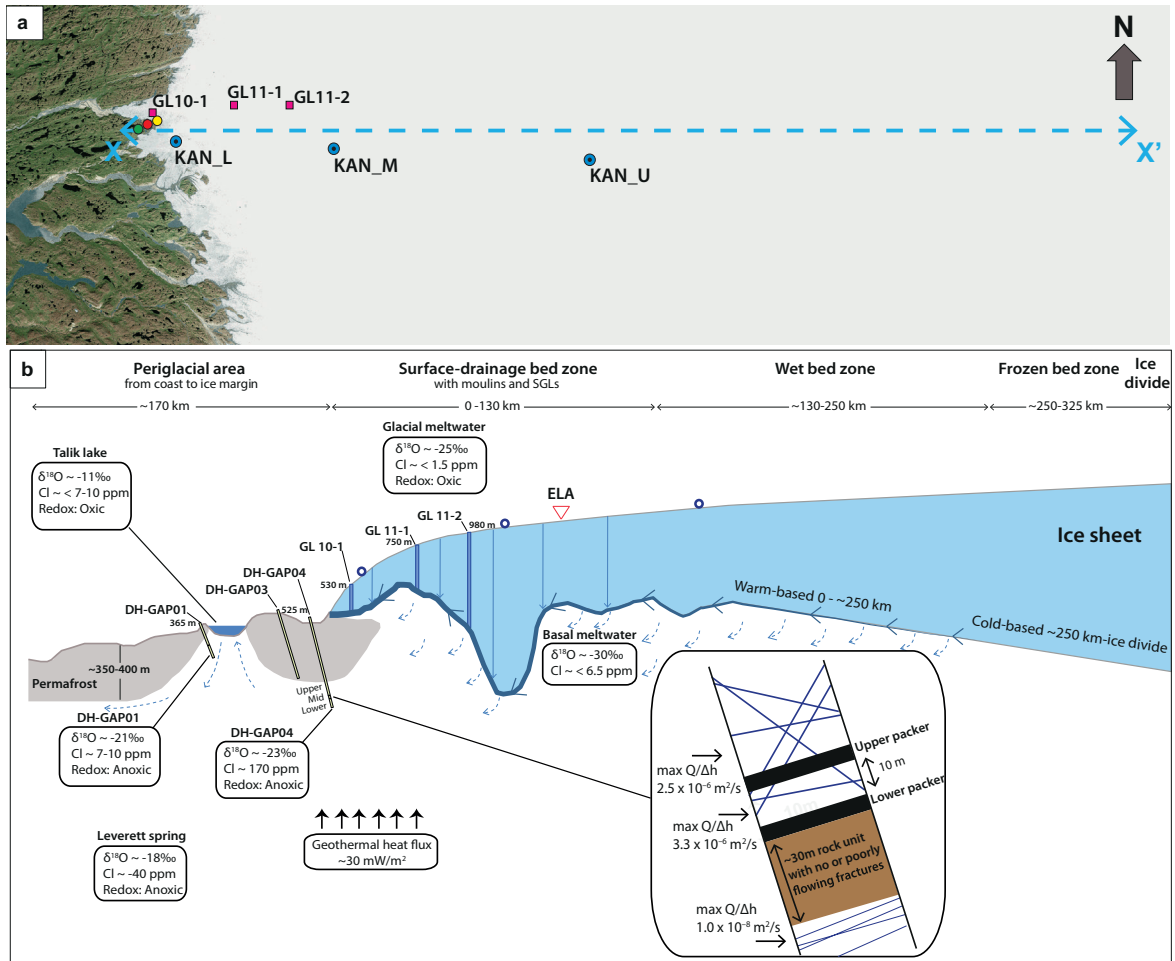 a
N
GL10-1
GL11-1
GL11-2
X
X'
KAN_L
KAN_M
KAN_U
b
Periglacial area
from coast to ice margin
Surface-drainage bed zone
with moulins and SGLs
Wet bed zone
Frozen bed zone
Ice
divide
~170 km
0 -130 km
~130-250 km
~250-325 km
Talik lake
δ¹⁸O ~ -11‰
Cl ~ < 7-10 ppm
Redox: Oxic
Glacial meltwater
δ¹⁸O ~ -25‰
Cl ~ < 1.5 ppm
Redox: Oxic
ELA
GL 11-2
980 m
GL 11-1
750 m
GL 10-1
530 m
Ice sheet
DH-GAP04
DH-GAP03
525 m
DH-GAP01
365 m
Warm-based 0 - ~250 km
Cold-based ~250 km-ice divide
~350-400 m
Permafrost
Upper
Mid
Lower
Basal meltwater
δ¹⁸O ~ -30‰
Cl ~ < 6.5 ppm
DH-GAP01
δ¹⁸O ~ -21‰
Cl ~ 7-10 ppm
Redox: Anoxic
DH-GAP04
δ¹⁸O ~ -23‰
Cl ~ 170 ppm
Redox: Anoxic
Geothermal heat flux
~30 mW/m²
Leverett spring
δ¹⁸O ~ -18‰
Cl ~ -40 ppm
Redox: Anoxic
Upper packer
10 m
Lower packer
max Q/Δh
2.5 x 10⁻⁶ m²/s
10m
max Q/Δh
3.3 x 10⁻⁶ m²/s
~30m rock unit
with no or poorly
flowing fractures
max Q/Δh
1.0 x 10⁻⁸ m²/s